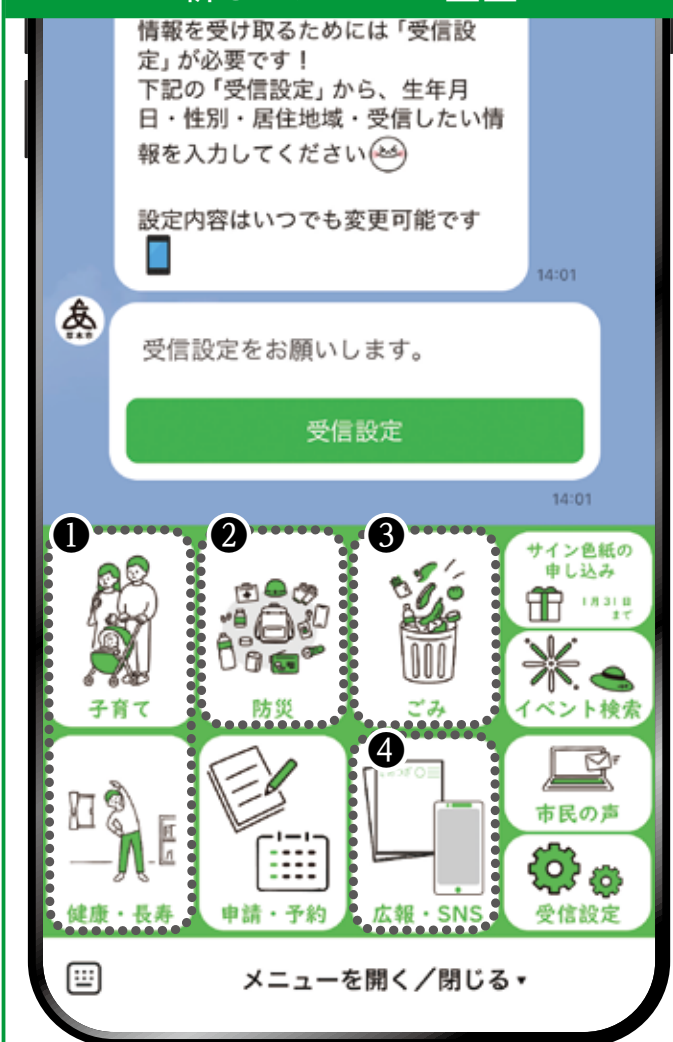 情報を受け取るためには「受信設
定」が必要です！
下記の「受信設定」から、生年月
日・性別・居住地域・受信したい情
報を入力してください
設定内容はいつでも変更可能です
14:01
受信設定をお願いします。
受信設定
14:01
❶
❷
❸
サイン色紙の
申し込み
1月31日
まで
子育て
防災
ごみ
イベント検索
❹
市民の声
健康・長寿
申請・予約
広報・SNS
受信設定
メニューを開く／閉じる▼